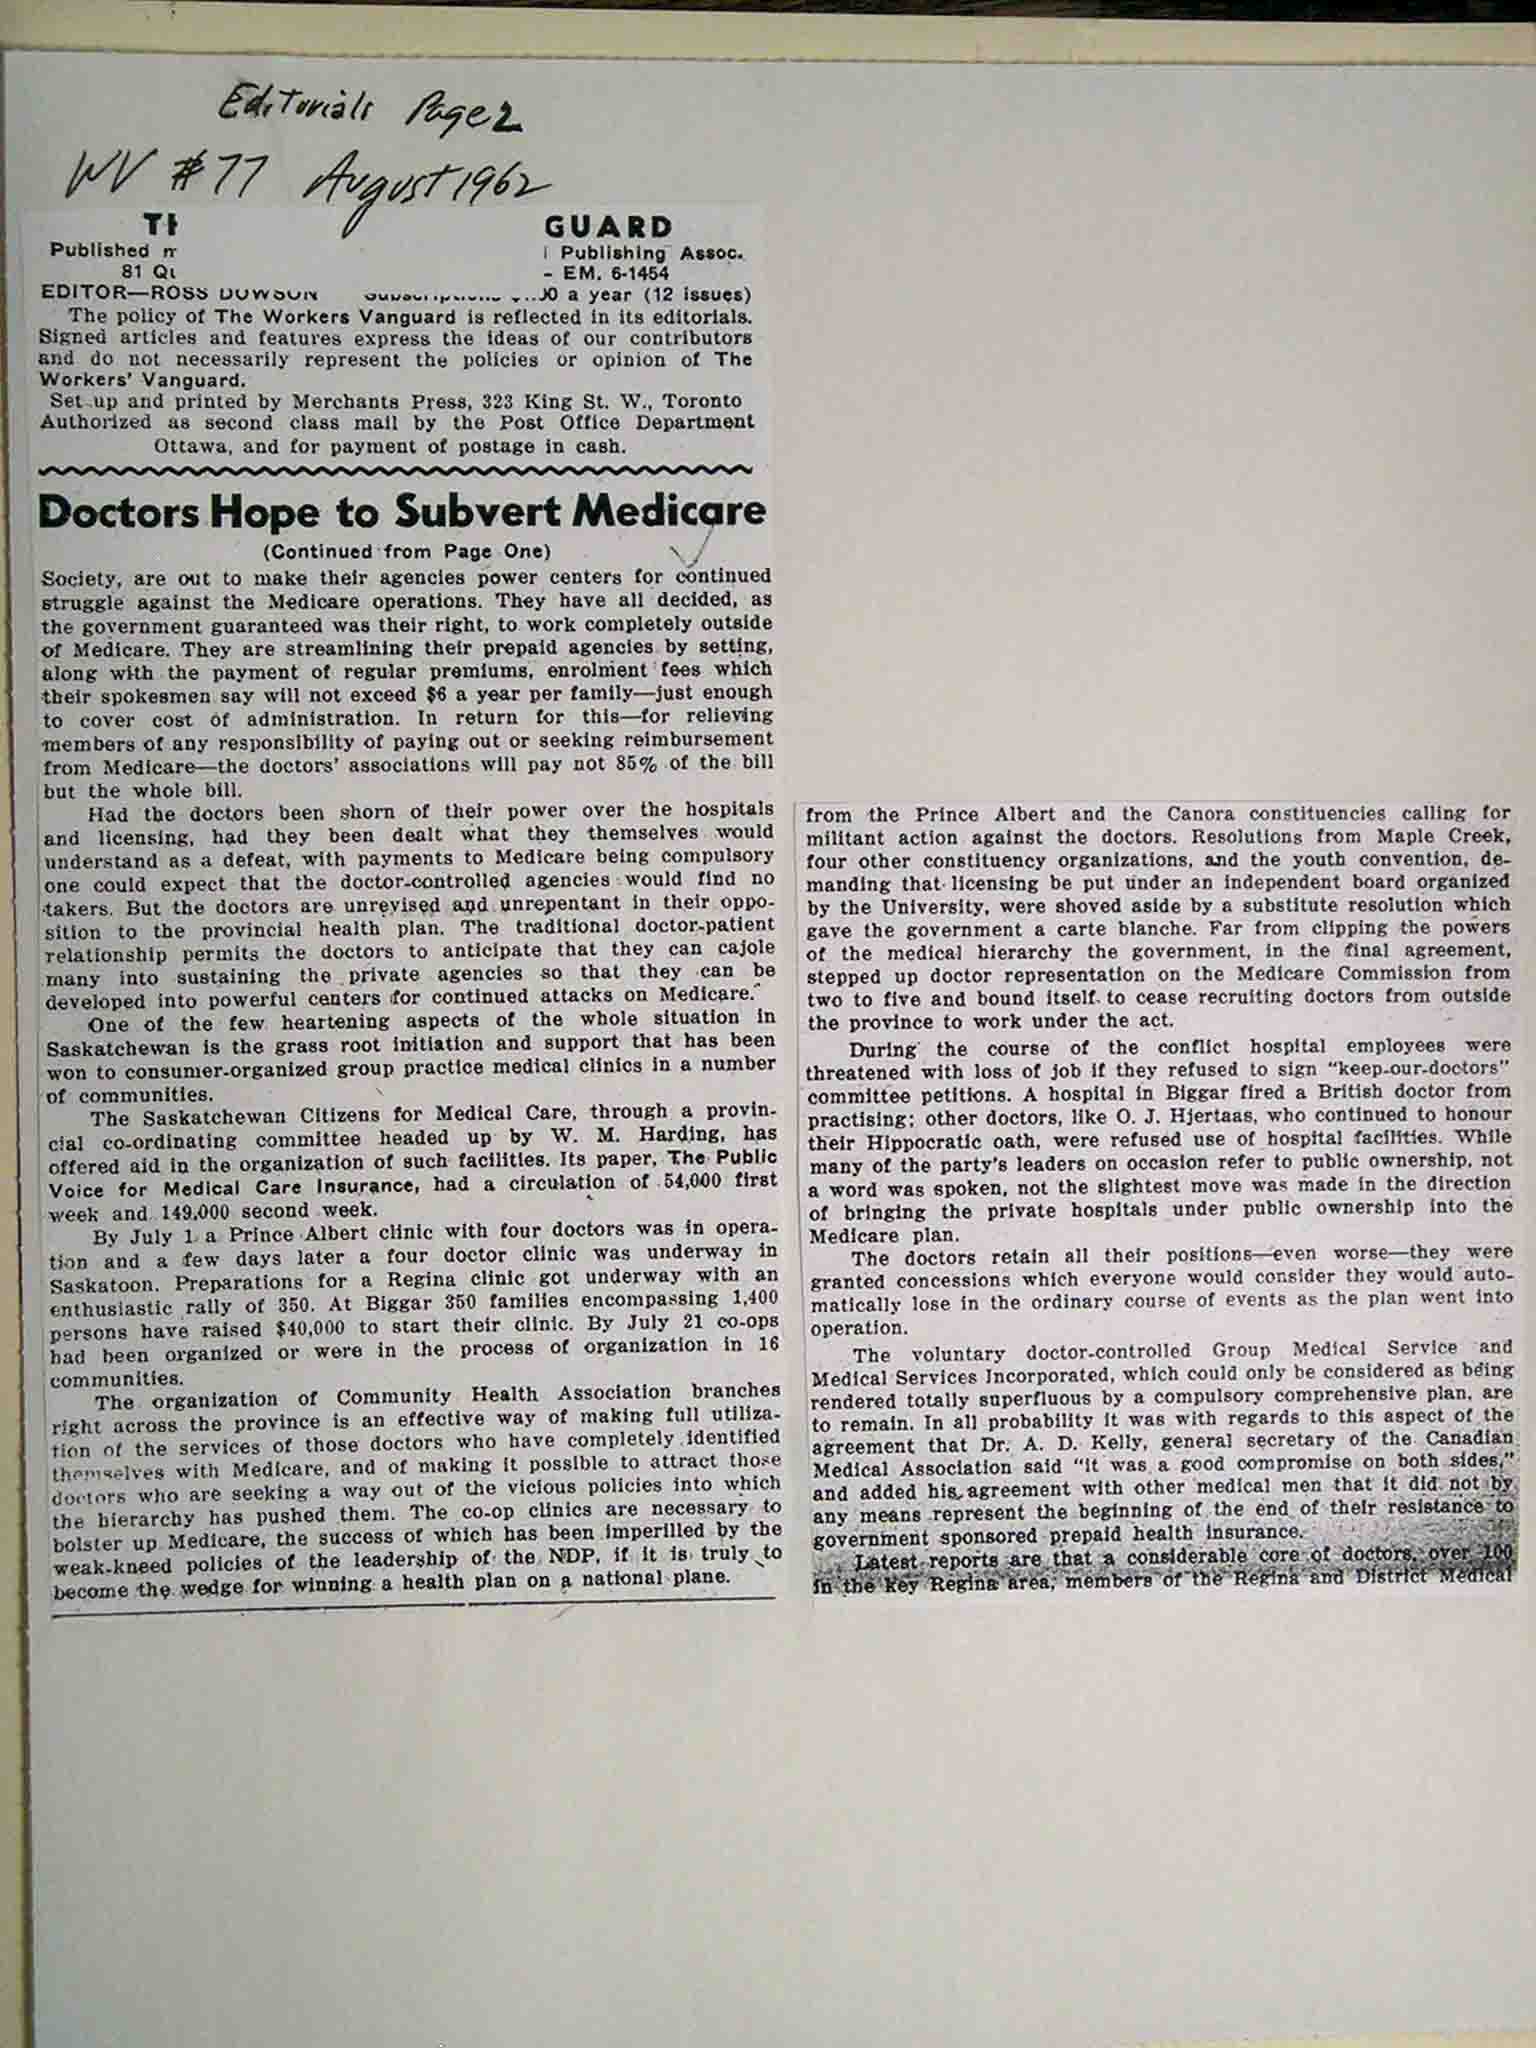 Editorials Page 2
WV #77 August 1962
GUARD
Published
Publishing Assoc.
81
- EM. 6-1454
EDITOR—ROSS DOWSON
a year (12 issues)
The policy of The Workers Vanguard is reflected in its editorials.
Signed articles and features express the ideas of our contributors
and do not necessarily represent the policies or opinion of The
Workers' Vanguard.
Set up and printed by Merchants Press, 323 King St. W., Toronto
Authorized as second class mail by the Post Office Department
Ottawa, and for payment of postage in cash.
Doctors Hope to Subvert Medicare
(Continued from Page One)
Society, are out to make their agencies power centers for continued
struggle against the Medicare operations. They have all decided, as
the government guaranteed was their right, to work completely outside
of Medicare. They are streamlining their prepaid agencies by setting,
along with the payment of regular premiums, enrolment fees which
their spokesmen say will not exceed $6 a year per family—just enough
to cover cost of administration. In return for this—for relieving
members of any responsibility of paying out or seeking reimbursement
from Medicare—the doctors' associations will pay not 85% of the bill
but the whole bill.
Had the doctors been shorn of their power over the hospitals
and licensing, had they been dealt what they themselves would
understand as a defeat, with payments to Medicare being compulsory
one could expect that the doctor-controlled agencies would find no
takers. But the doctors are unrevised and unrepentant in their oppo-
sition to the provincial health plan. The traditional doctor-patient
relationship permits the doctors to anticipate that they can cajole
many into sustaining the private agencies so that they can be
developed into powerful centers for continued attacks on Medicare.
One of the few heartening aspects of the whole situation in
Saskatchewan is the grass root initiation and support that has been
won to consumer-organized group practice medical clinics in a number
of communities.
The Saskatchewan Citizens for Medical Care, through a provin-
cial co-ordinating committee headed up by W. M. Harding, has
offered aid in the organization of such facilities. Its paper, The Public
Voice for Medical Care Insurance, had a circulation of 54,000 first
week and 149,000 second week.
By July 1 a Prince Albert clinic with four doctors was in opera-
tion and a few days later a four doctor clinic was underway in
Saskatoon. Preparations for a Regina clinic got underway with an
enthusiastic rally of 350. At Biggar 350 families encompassing 1,400
persons have raised $40,000 to start their clinic. By July 21 co-ops
had been organized or were in the process of organization in 16
communities.
The organization of Community Health Association branches
right across the province is an effective way of making full utiliza-
tion of the services of those doctors who have completely identified
themselves with Medicare, and of making it possible to attract those
doctors who are seeking a way out of the vicious policies into which
the hierarchy has pushed them. The co-op clinics are necessary to
bolster up Medicare, the success of which has been imperilled by the
weak-kneed policies of the leadership of the NDP, if it is truly to
become the wedge for winning a health plan on a national plane.
from the Prince Albert and the Canora constituencies calling for
militant action against the doctors. Resolutions from Maple Creek,
four other constituency organizations, and the youth convention, de-
manding that licensing be put under an independent board organized
by the University, were shoved aside by a substitute resolution which
gave the government a carte blanche. Far from clipping the powers
of the medical hierarchy the government, in the final agreement,
stepped up doctor representation on the Medicare Commission from
two to five and bound itself to cease recruiting doctors from outside
the province to work under the act.
During the course of the conflict hospital employees were
threatened with loss of job if they refused to sign "keep-our-doctors"
committee petitions. A hospital in Biggar fired a British doctor from
practising; other doctors, like O. J. Hjertaas, who continued to honour
their Hippocratic oath, were refused use of hospital facilities. While
many of the party's leaders on occasion refer to public ownership, not
a word was spoken, not the slightest move was made in the direction
of bringing the private hospitals under public ownership into the
Medicare plan.
The doctors retain all their positions—even worse—they were
granted concessions which everyone would consider they would auto-
matically lose in the ordinary course of events as the plan went into
operation.
The voluntary doctor-controlled Group Medical Service and
Medical Services Incorporated, which could only be considered as being
rendered totally superfluous by a compulsory comprehensive plan, are
to remain. In all probability it was with regards to this aspect of the
agreement that Dr. A. D. Kelly, general secretary of the Canadian
Medical Association said "it was a good compromise on both sides,"
and added his agreement with other medical men that it did not by
any means represent the beginning of the end of their resistance to
government sponsored prepaid health insurance.
Latest reports are that a considerable core of doctors, over 100
in the key Regina area, members of the Regina and District Medical